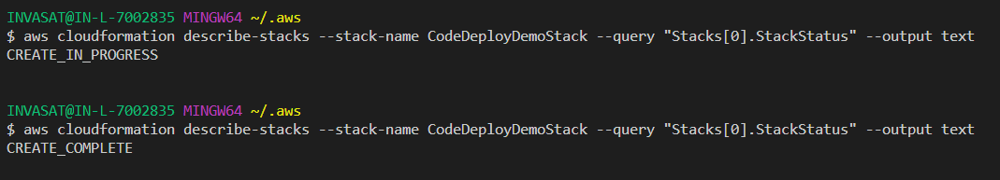 INVASAT@IN-L-7002835 MINGW64 ~/.aws
$ aws cloudformation describe-stacks --stack-name CodeDeployDemoStack --query "Stacks[0].StackStatus" --output text
CREATE_IN_PROGRESS
INVASAT@IN-L-7002835 MINGW64 ~/.aws
$ aws cloudformation describe-stacks --stack-name CodeDeployDemoStack --query "Stacks[0].StackStatus" --output text
CREATE_COMPLETE